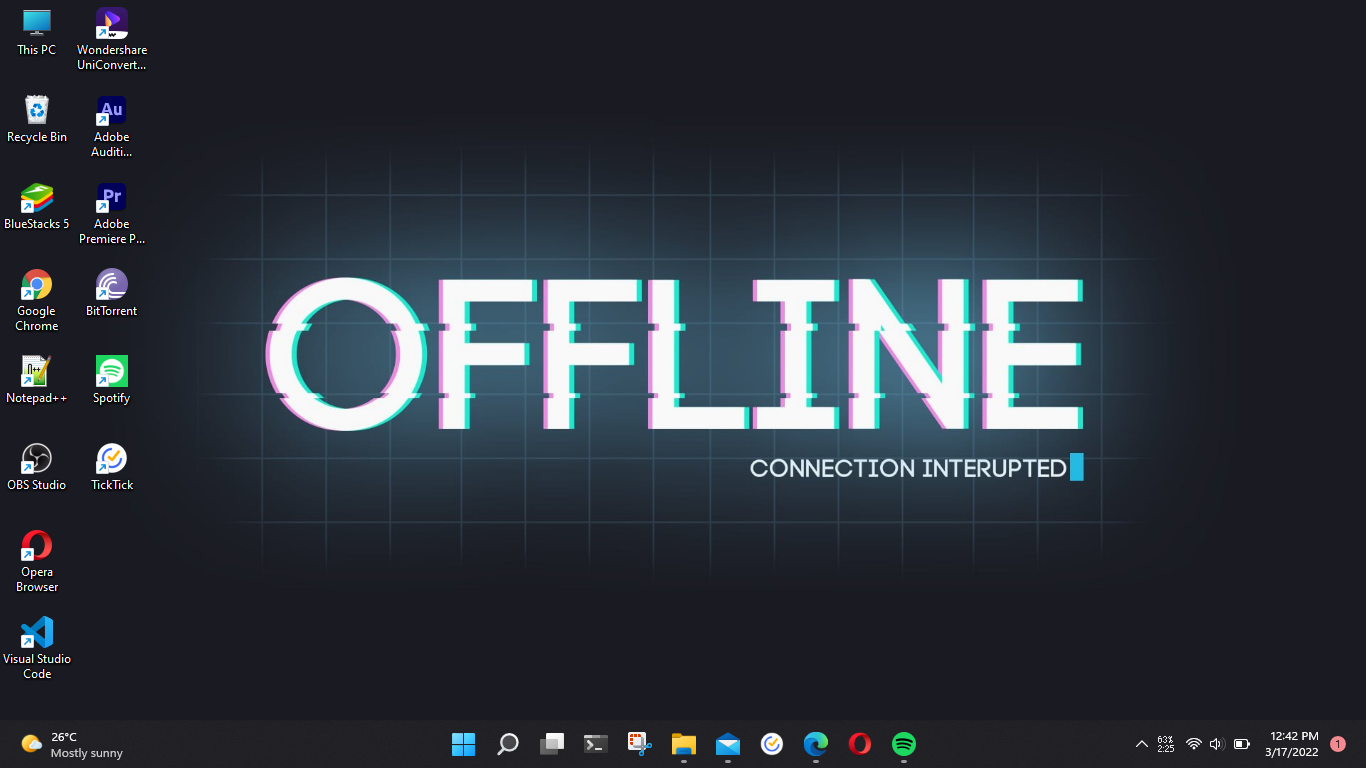 This PC
Wondershare
UniConvert...
Recycle Bin
Au
Adobe
Auditi...
BlueStacks 5
Pr
Adobe
Premiere P...
Google
Chrome
BitTorrent
Notepad++
Spotify
OBS Studio
TickTick
Opera
Browser
Visual Studio
Code
OFFLINE
CONNECTION INTERUPTED
26°C
Mostly sunny
63%
2:25
12:42 PM
3/17/2022
1